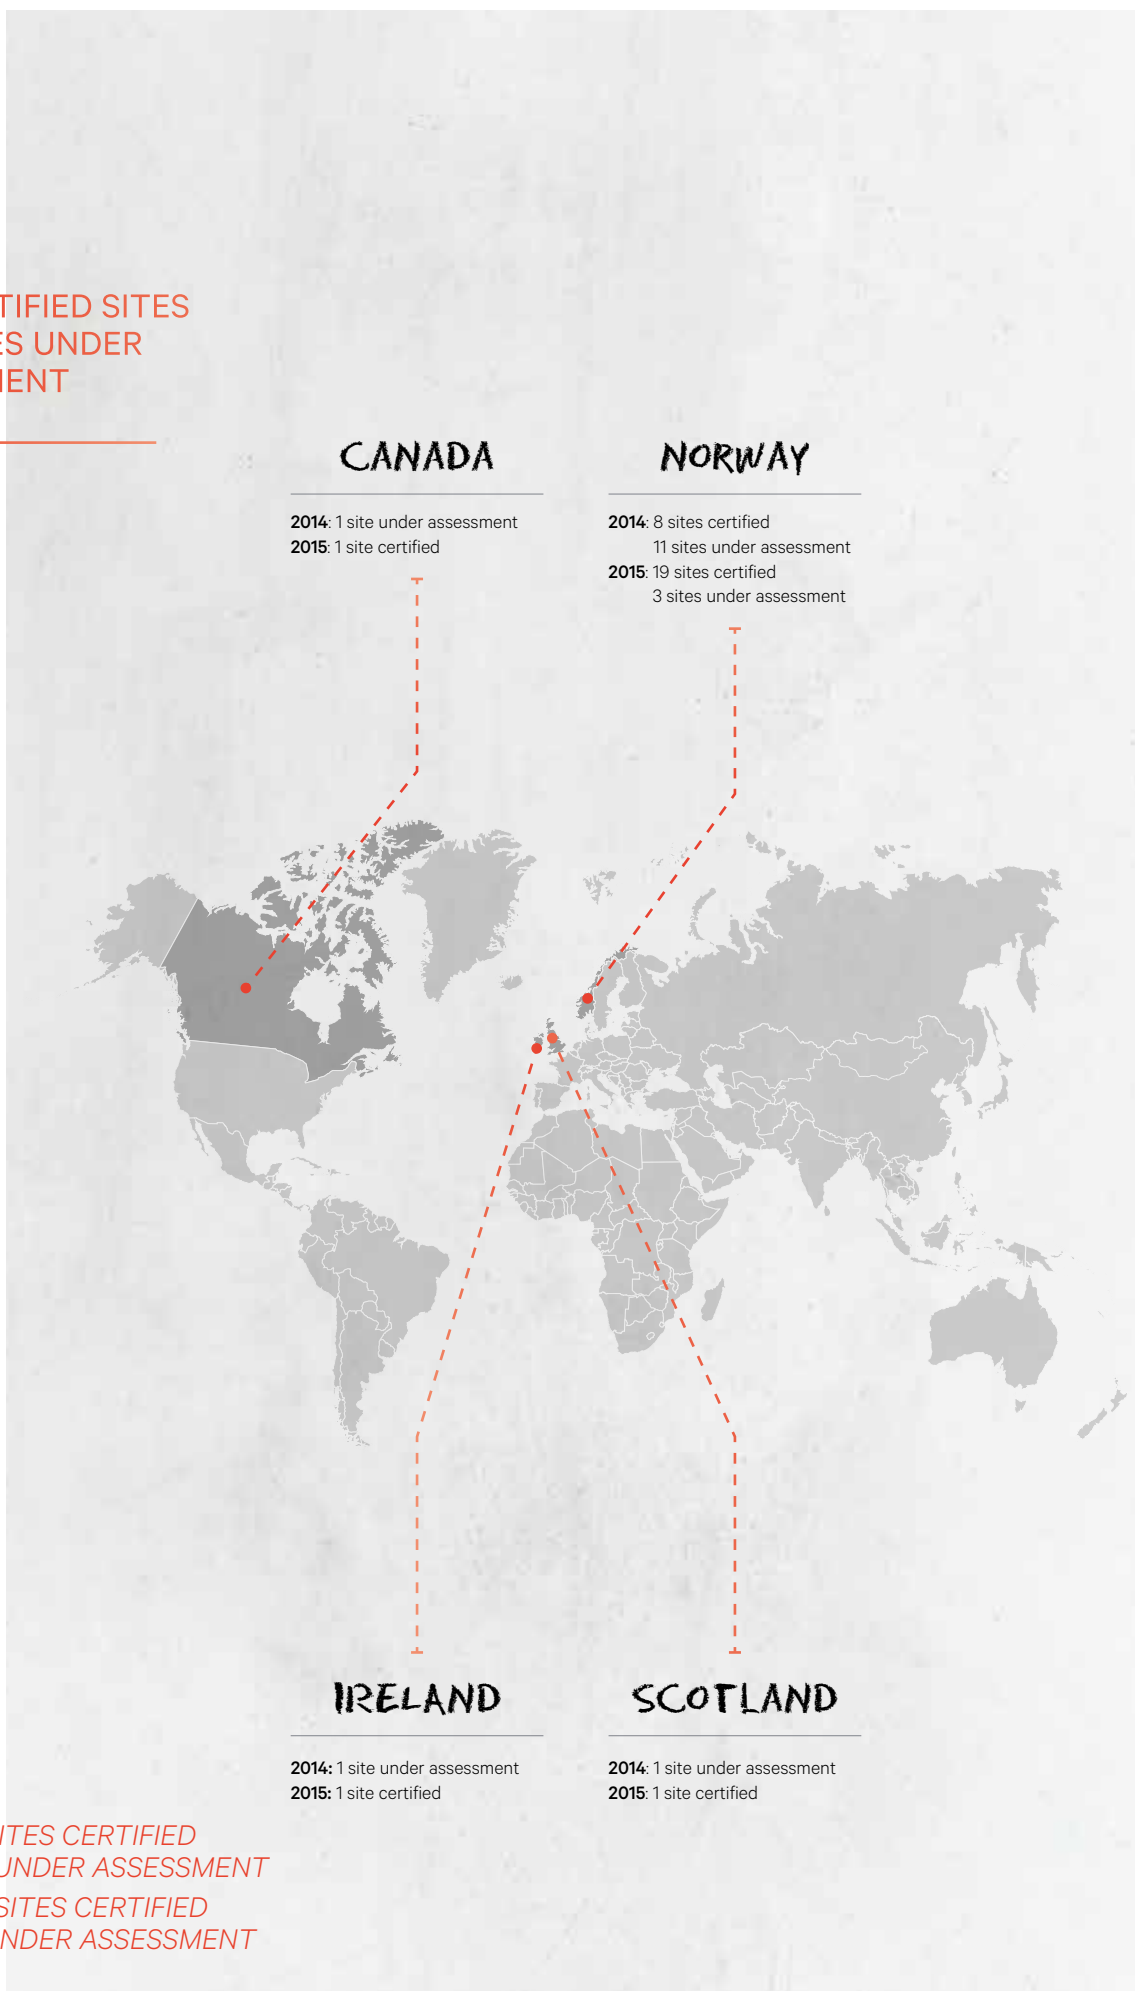 TIFIED SITES
ES UNDER
MENT
CANADA
2014: 1 site under assessment
2015: 1 site certified
NORWAY
2014: 8 sites certified
11 sites under assessment
2015: 19 sites certified
3 sites under assessment
IRELAND
2014: 1 site under assessment
2015: 1 site certified
SCOTLAND
2014: 1 site under assessment
2015: 1 site certified
ITES CERTIFIED
UNDER ASSESSMENT
SITES CERTIFIED
NDER ASSESSMENT